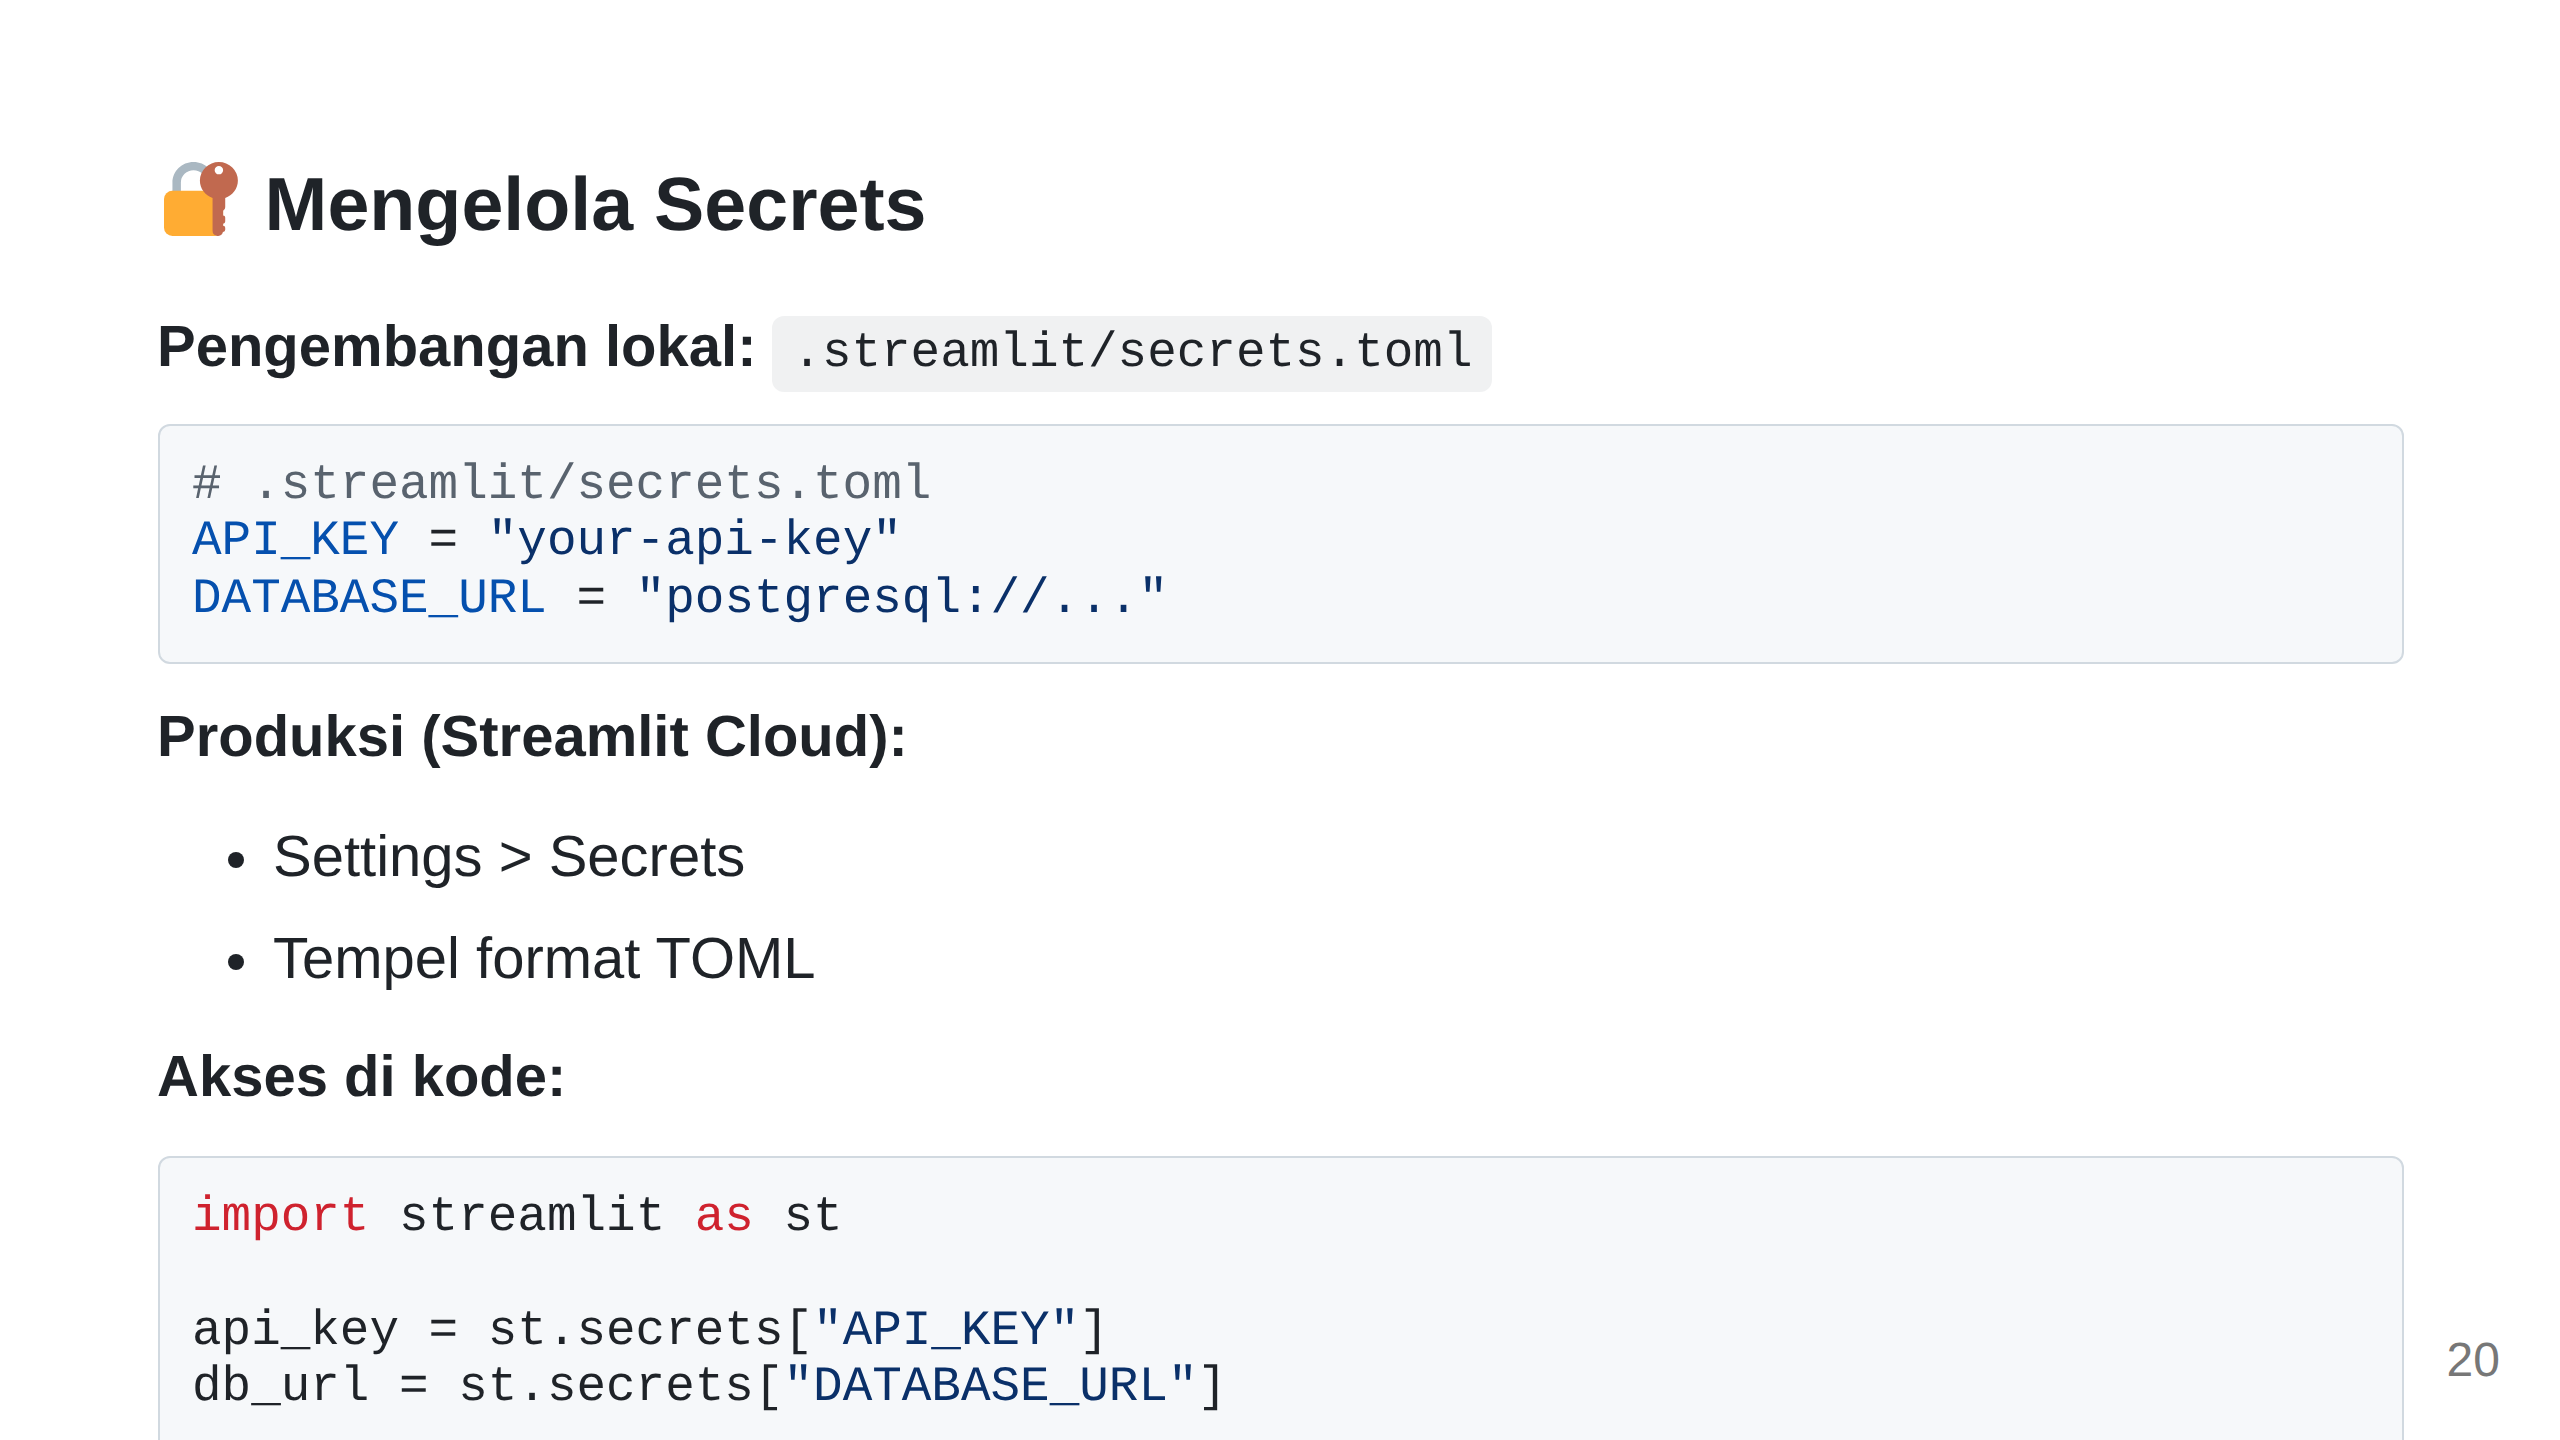 🔐 Mengelola Secrets
Pengembangan lokal: .streamlit/secrets.toml
# .streamlit/secrets.toml
API_KEY = "your-api-key"
DATABASE_URL = "postgresql://..."
Produksi (Streamlit Cloud):
• Settings > Secrets
• Tempel format TOML
Akses di kode:
import streamlit as st
api_key = st.secrets["API_KEY"]
db_url = st.secrets["DATABASE_URL"]
20